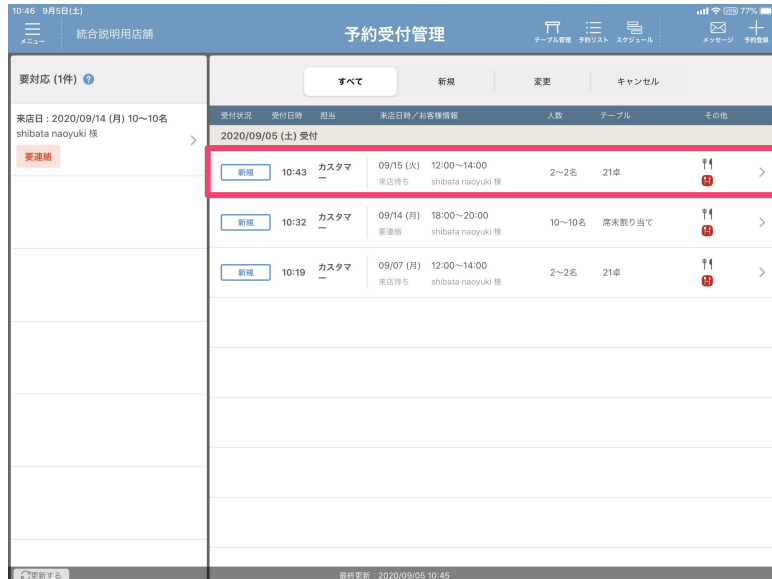 10:46 9月5日(土)
77%
メニュー
統合説明用店舗
予約受付管理
テーブル管理 予約リスト スケジュール メッセージ 予約登録
要対応 (1件) ?
すべて 新規 変更 キャンセル
来店日：2020/09/14 (月) 10〜10名
shibata naoyuki 様
要連絡
受付状況 受付日時 担当 来店日時／お客様情報 人数 テーブル その他
2020/09/05 (土) 受付
新規 10:43 カスタマー 09/15 (火) 12:00〜14:00 2〜2名 21卓
来店待ち shibata naoyuki 様
新規 10:32 カスタマー 09/14 (月) 18:00〜20:00 10〜10名 席未割り当て
要連絡 shibata naoyuki 様
新規 10:19 カスタマー 09/07 (月) 12:00〜14:00 2〜2名 21卓
来店待ち shibata naoyuki 様
更新する
最終更新：2020/09/05 10:45